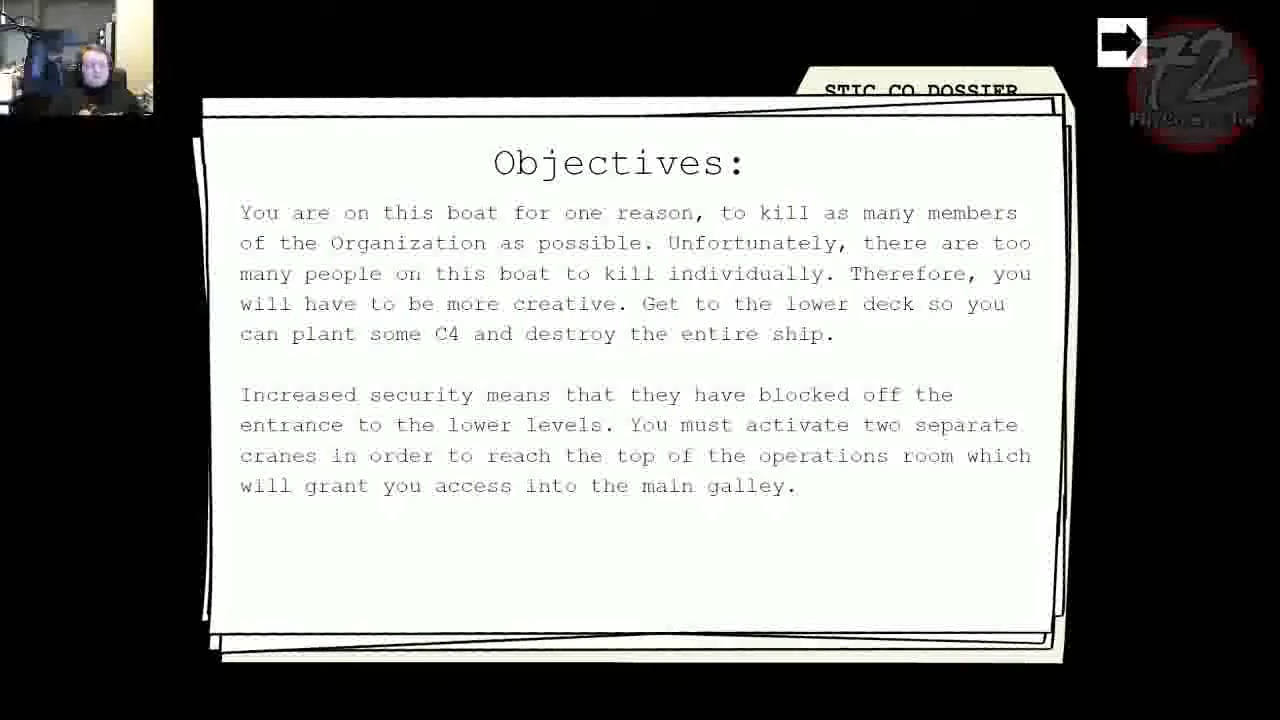 72
STIC CO DOSSIER
Objectives:
You are on this boat for one reason, to kill as many members
of the Organization as possible. Unfortunately, there are too
many people on this boat to kill individually. Therefore, you
will have to be more creative. Get to the lower deck so you
can plant some C4 and destroy the entire ship.
Increased security means that they have blocked off the
entrance to the lower levels. You must activate two separate
cranes in order to reach the top of the operations room which
will grant you access into the main galley.